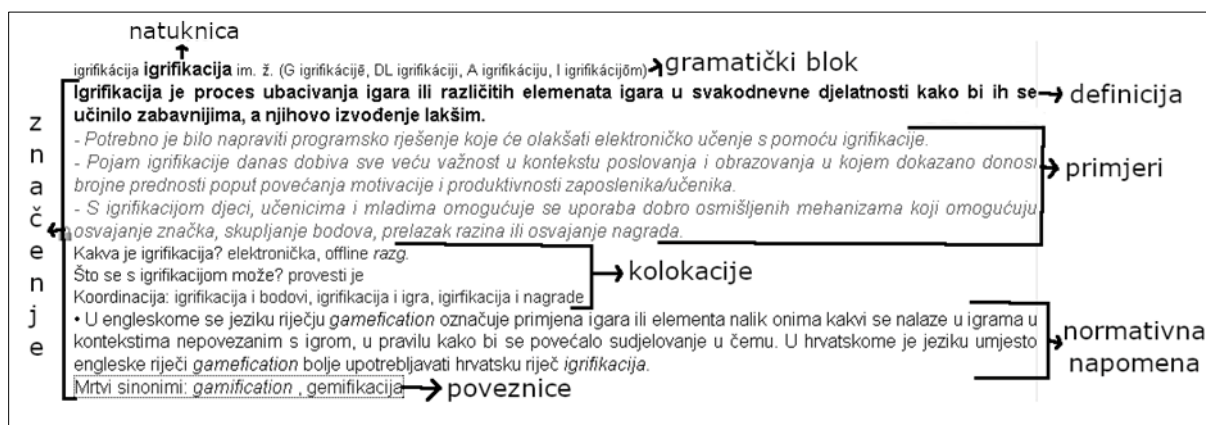 natuknica
igrifikácija igrifikacija im. ž. (G igrifikácijē, DL igrifikáciji, A igrifikáciju, I igrifikácijōm) gramatički blok
Igrifikacija je proces ubacivanja igara ili različitih elemenata igara u svakodnevne djelatnosti kako bi ih se definicija
učinilo zabavnijima, a njihovo izvođenje lakšim.
- Potrebno je bilo napraviti programsko rješenje koje će olakšati elektroničko učenje s pomoću igrifikacije.
- Pojam igrifikacije danas dobiva sve veću važnost u kontekstu poslovanja i obrazovanja u kojem dokazano donosi
brojne prednosti poput povećanja motivacije i produktivnosti zaposlenika/učenika.
primjeri
- S igrifikacijom djeci, učenicima i mladima omogućuje se uporaba dobro osmišljenih mehanizama koji omogućuju
osvajanje značka, skupljanje bodova, prelazak razina ili osvajanje nagrada.
Kakva je igrifikacija? elektronička, offline razg.
Što se s igrifikacijom može? provesti je
kolokacije
Koordinacija: igrifikacija i bodovi, igrifikacija i igra, igirfikacija i nagrade
• U engleskome se jeziku riječju gamefication označuje primjena igara ili elementa nalik onima kakvi se nalaze u igrama u
kontekstima nepovezanim s igrom, u pravilu kako bi se povećalo sudjelovanje u čemu. U hrvatskome je jeziku umjesto
engleske riječi gamefication bolje upotrebljavati hrvatsku riječ igrifikacija.
normativna
napomena
Mrtvi sinonimi: gamification , gemifikacija poveznice
značenje